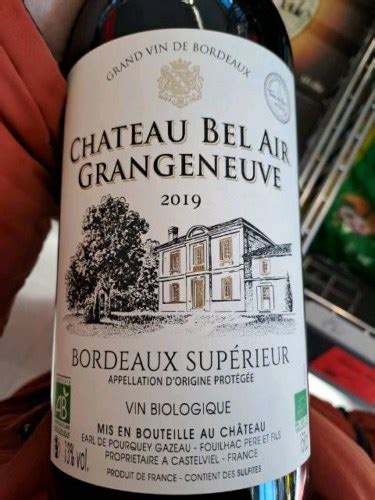 GRAND VIN DE BORDEAUX
CHATEAU BEL AIR
GRANGENEUVE
2019
BORDEAUX SUPÉRIEUR
APPELLATION D'ORIGINE PROTÉGÉE
VIN BIOLOGIQUE
AB
MIS EN BOUTEILLE AU CHÂTEAU
EARL DE POURQUEY GAZEAU - FOUILHAC PERE ET FILS
PROPRIETAIRE A CASTELVIEL - FRANCE
13% vol.
PRODUIT DE FRANCE - CONTIENT DES SULFITES